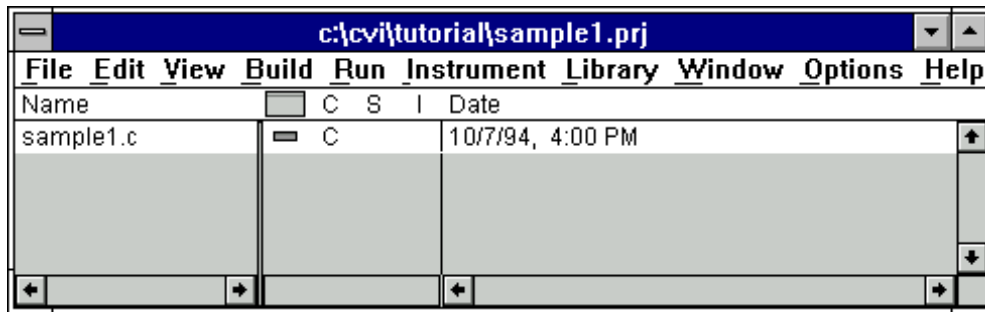 c:\cvi\tutorial\sample1.prj
File Edit View Build Run Instrument Library Window Options Help
Name C S I Date
sample1.c C 10/7/94, 4:00 PM